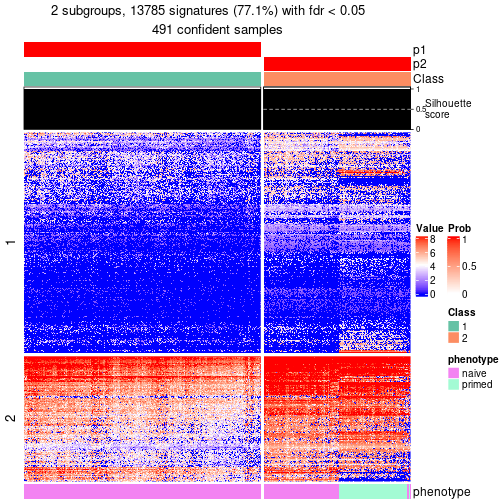 2 subgroups, 13785 signatures (77.1%) with fdr < 0.05
491 confident samples
p1
p2
Class
1
0.5
0
Silhouette
score
1
2
Value
8
6
4
2
0
Prob
1
0.5
0
Class
1
2
phenotype
naive
primed
phenotype